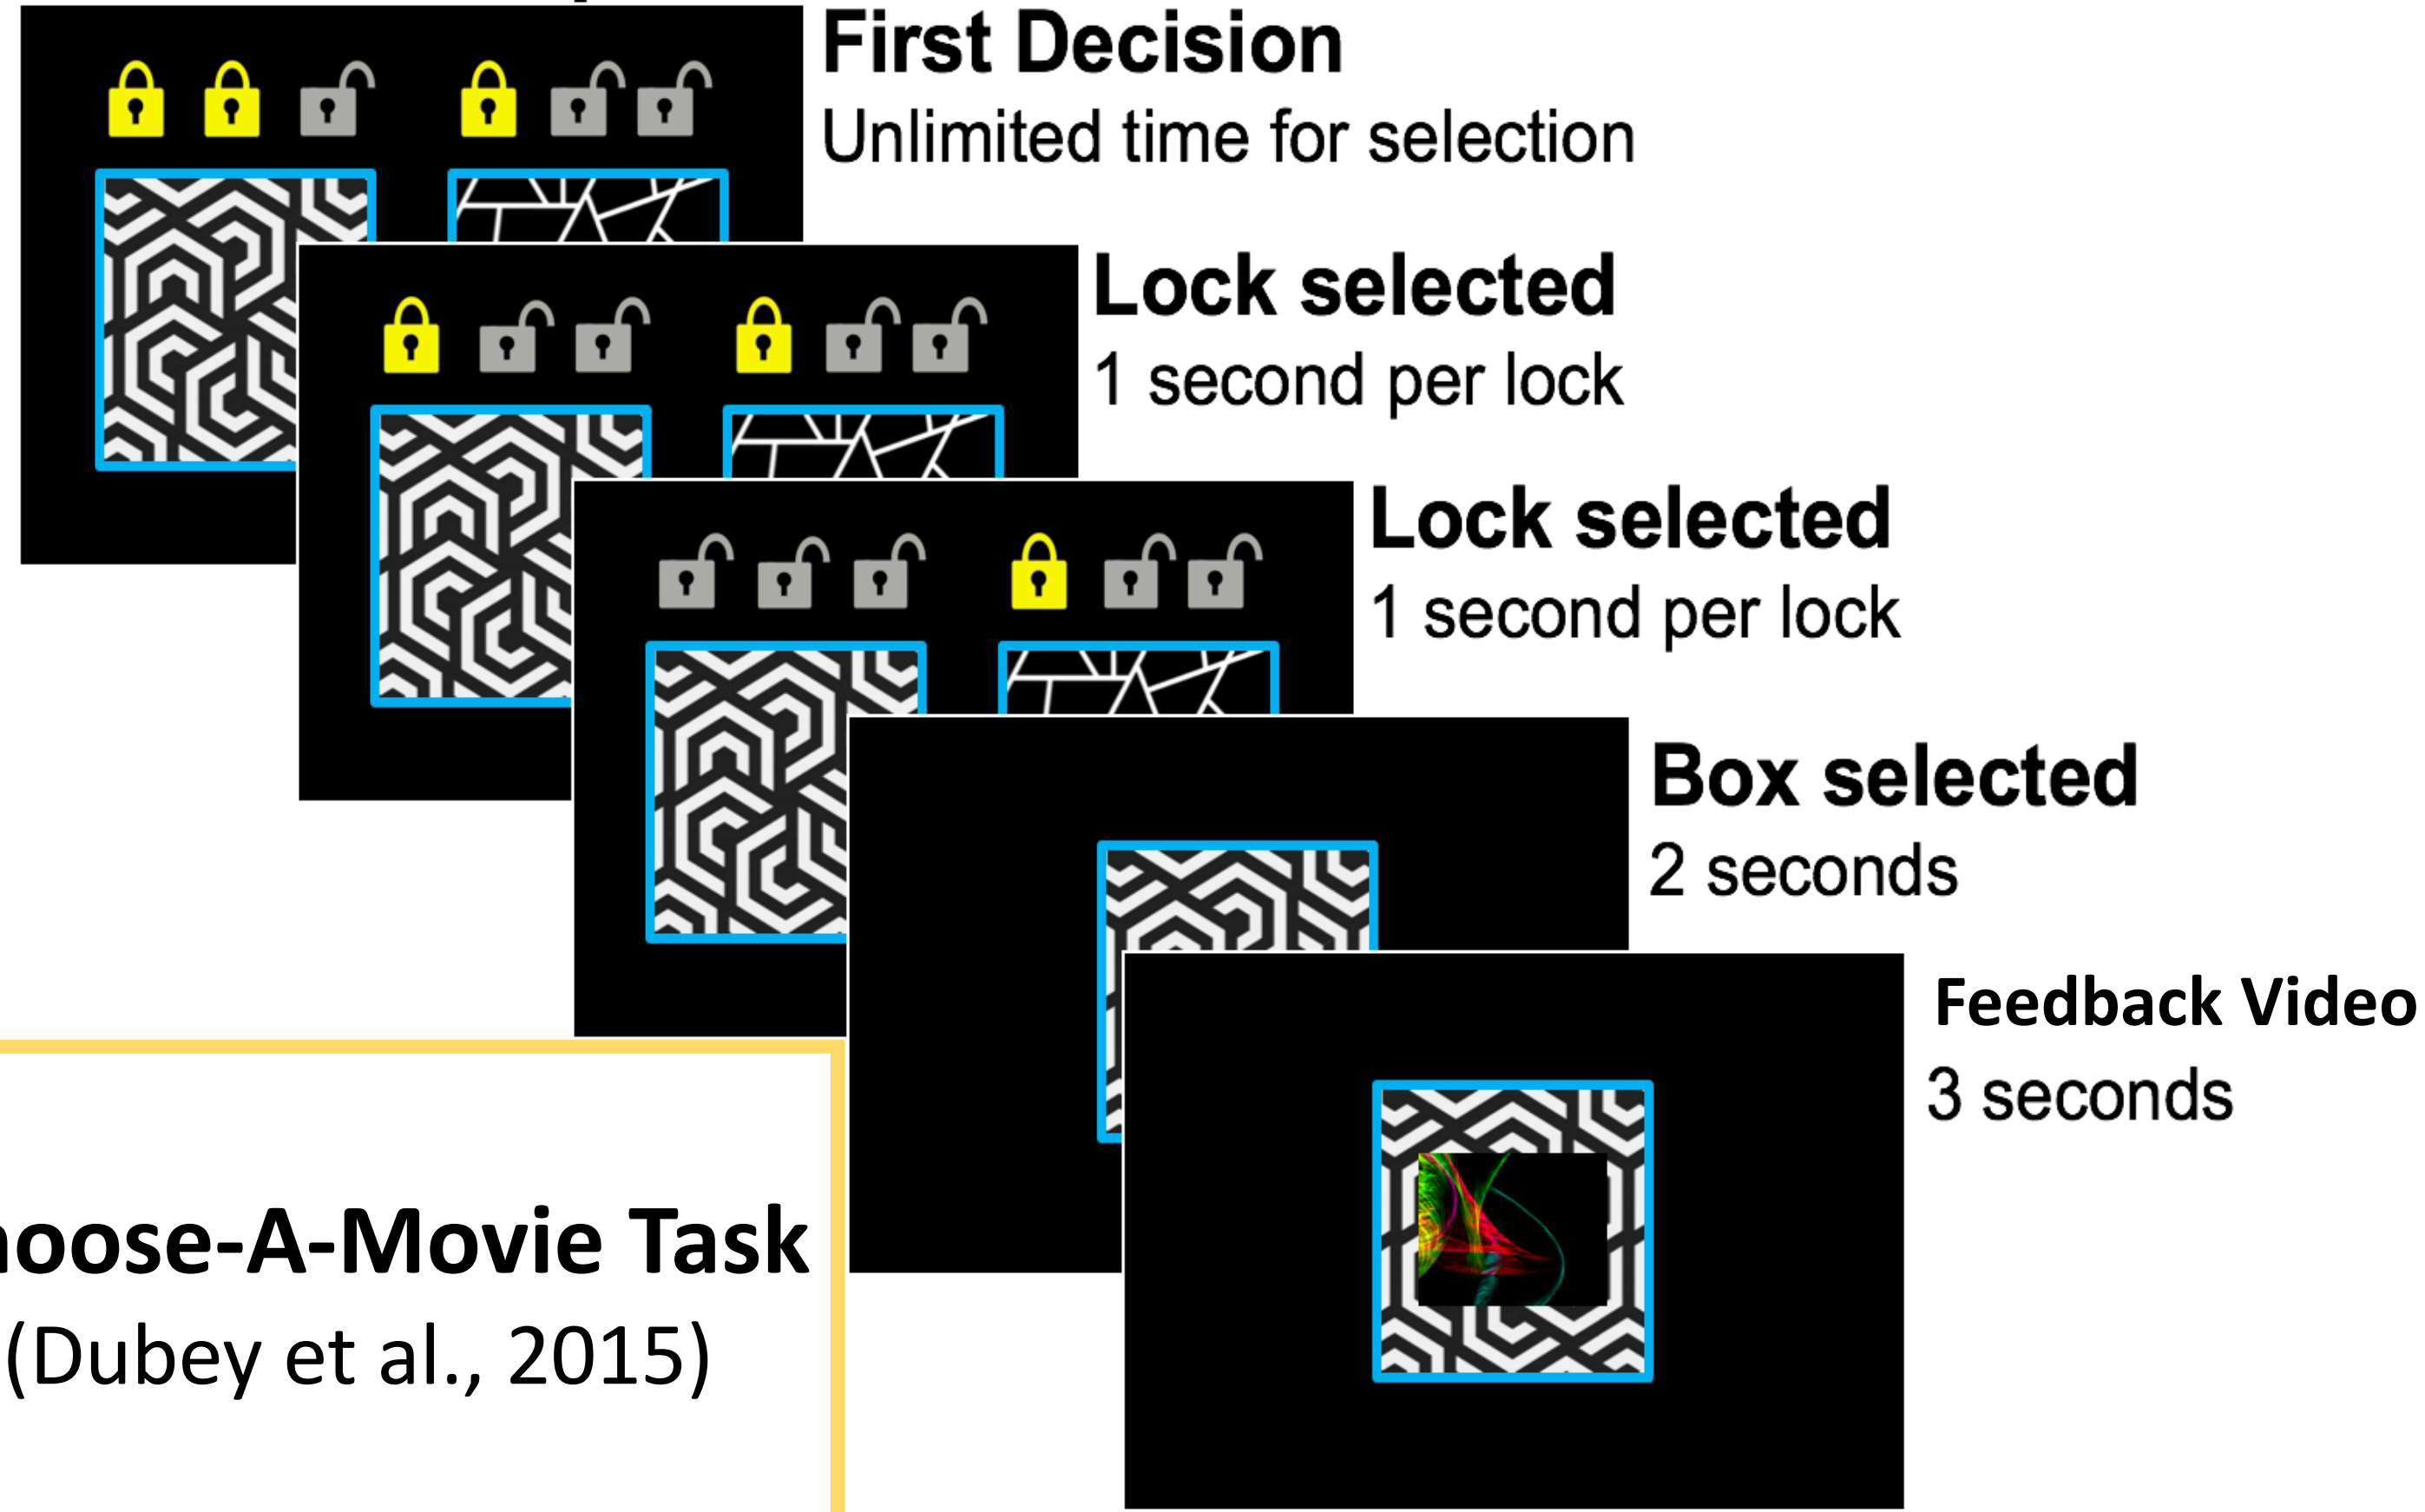 First Decision
Unlimited time for selection
Lock selected
1 second per lock
Lock selected
1 second per lock
Box selected
2 seconds
Feedback Video
3 seconds
hoose-A-Movie Task
(Dubey et al., 2015)